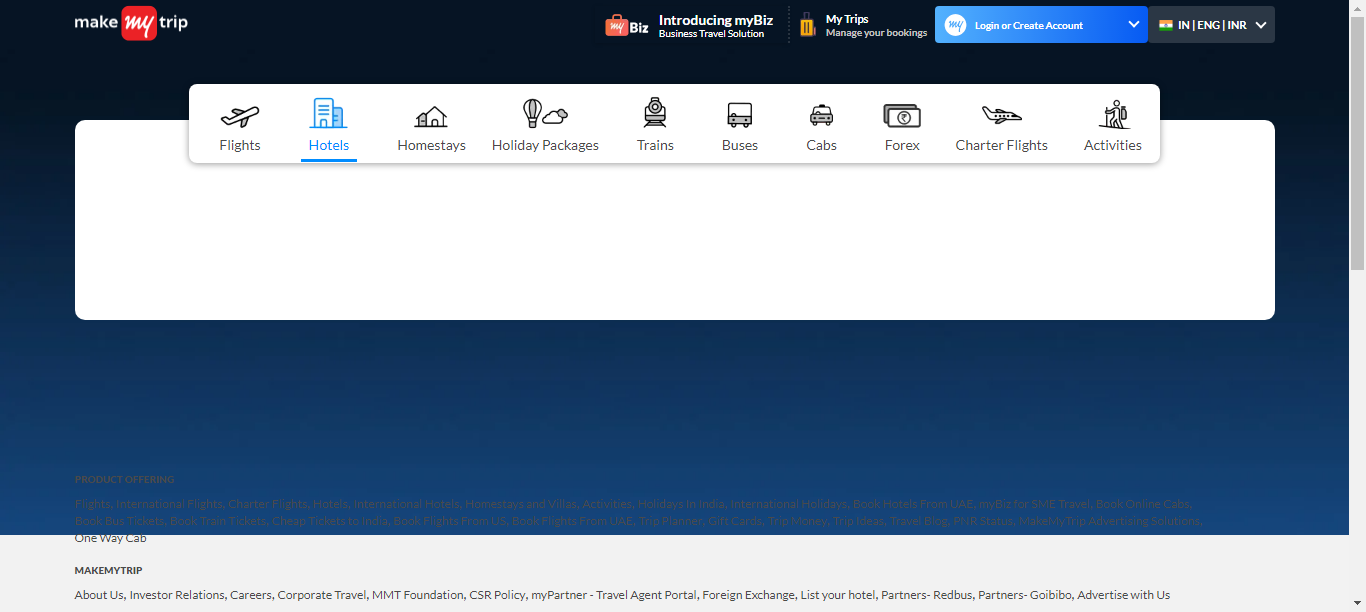 make my trip
my Biz
Introducing myBiz
Business Travel Solution
My Trips
Manage your bookings
my
Login or Create Account
IN | ENG | INR
Flights
Hotels
Homestays
Holiday Packages
Trains
Buses
Cabs
Forex
Charter Flights
Activities
PRODUCT OFFERING
Flights, International Flights, Charter Flights, Hotels, International Hotels, Homestays and Villas, Activities, Holidays In India, International Holidays, Book Hotels From UAE, myBiz for SME Travel, Book Online Cabs,
Book Bus Tickets, Book Train Tickets, Cheap Tickets to India, Book Flights From US, Book Flights From UAE, Trip Planner, Gift Cards, Trip Money, Trip Ideas, Travel Blog, PNR Status, MakeMyTrip Advertising Solutions,
One Way Cab
MAKEMYTRIP
About Us, Investor Relations, Careers, Corporate Travel, MMT Foundation, CSR Policy, myPartner - Travel Agent Portal, Foreign Exchange, List your hotel, Partners- Redbus, Partners- Goibibo, Advertise with Us